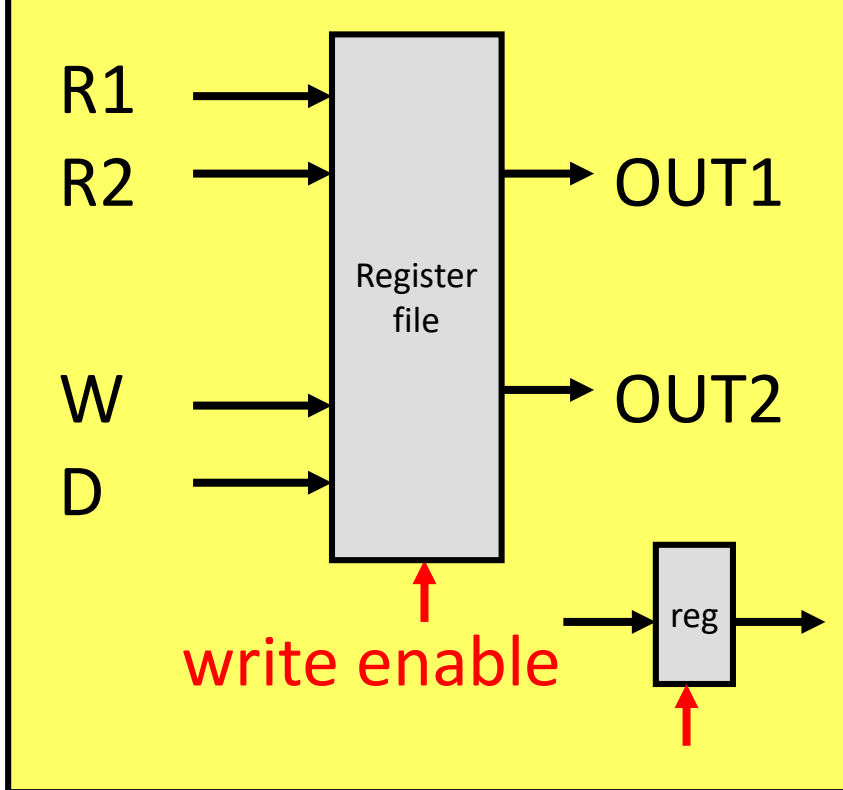 R1
R2
OUT1
Register
file
W
OUT2
D
reg
write enable